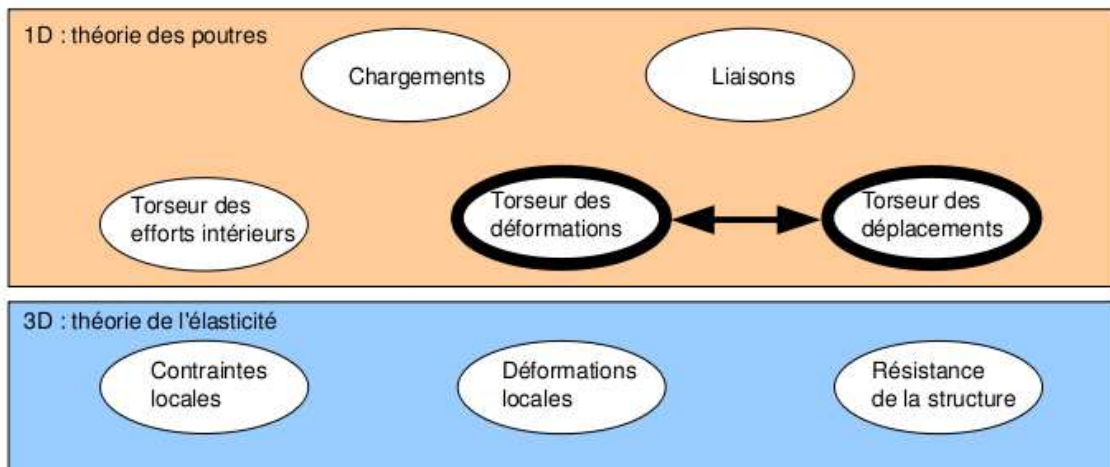 1D : théorie des poutres
Chargements
Liaisons
Torseur des
efforts intérieurs
Torseur des
déformations
Torseur des
déplacements
3D : théorie de l'élasticité
Contraintes
locales
Déformations
locales
Résistance
de la structure